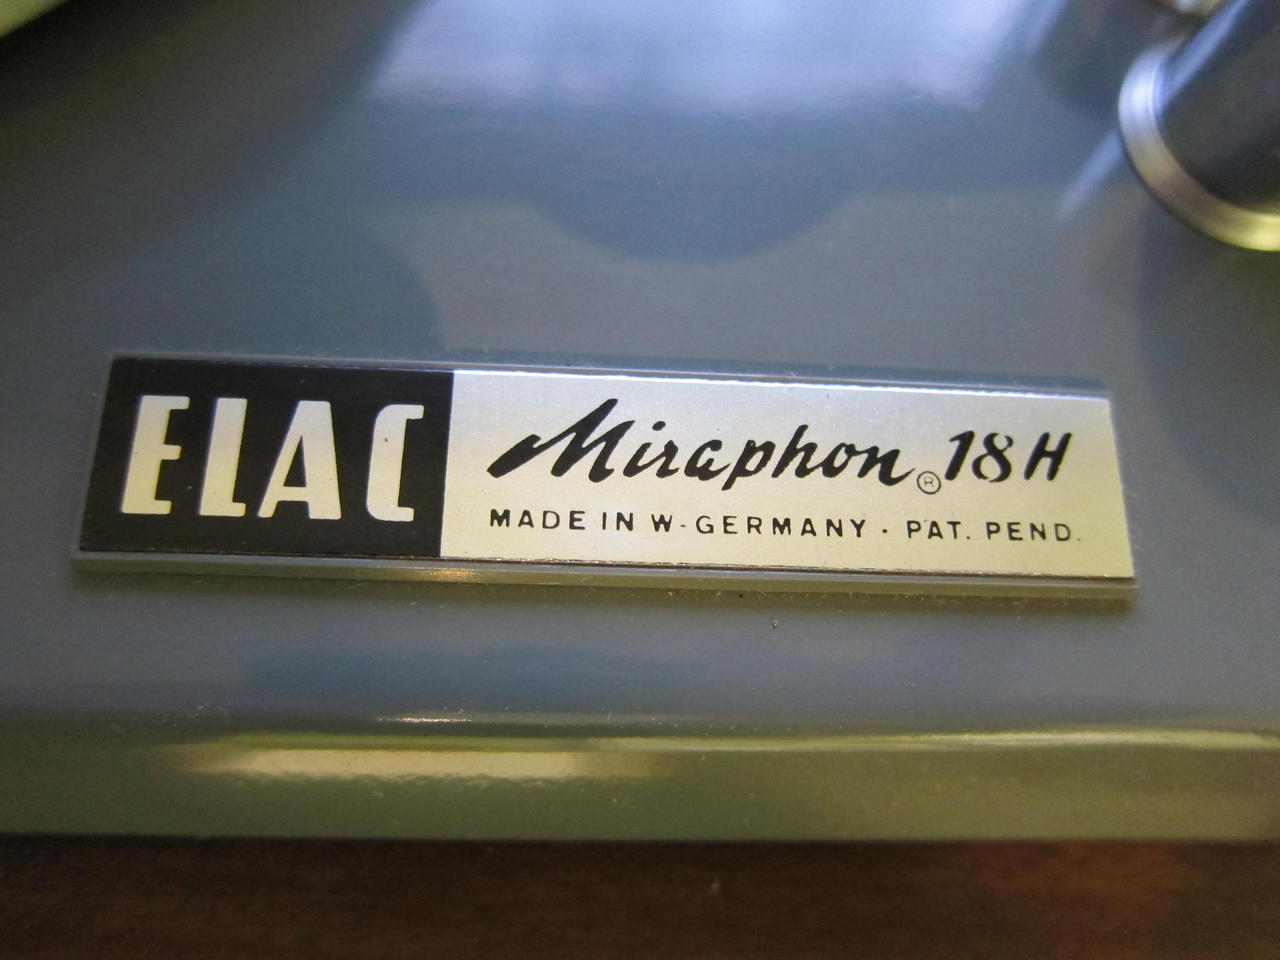 ELAC
Miraphon ® 18H
MADE IN W-GERMANY · PAT. PEND.